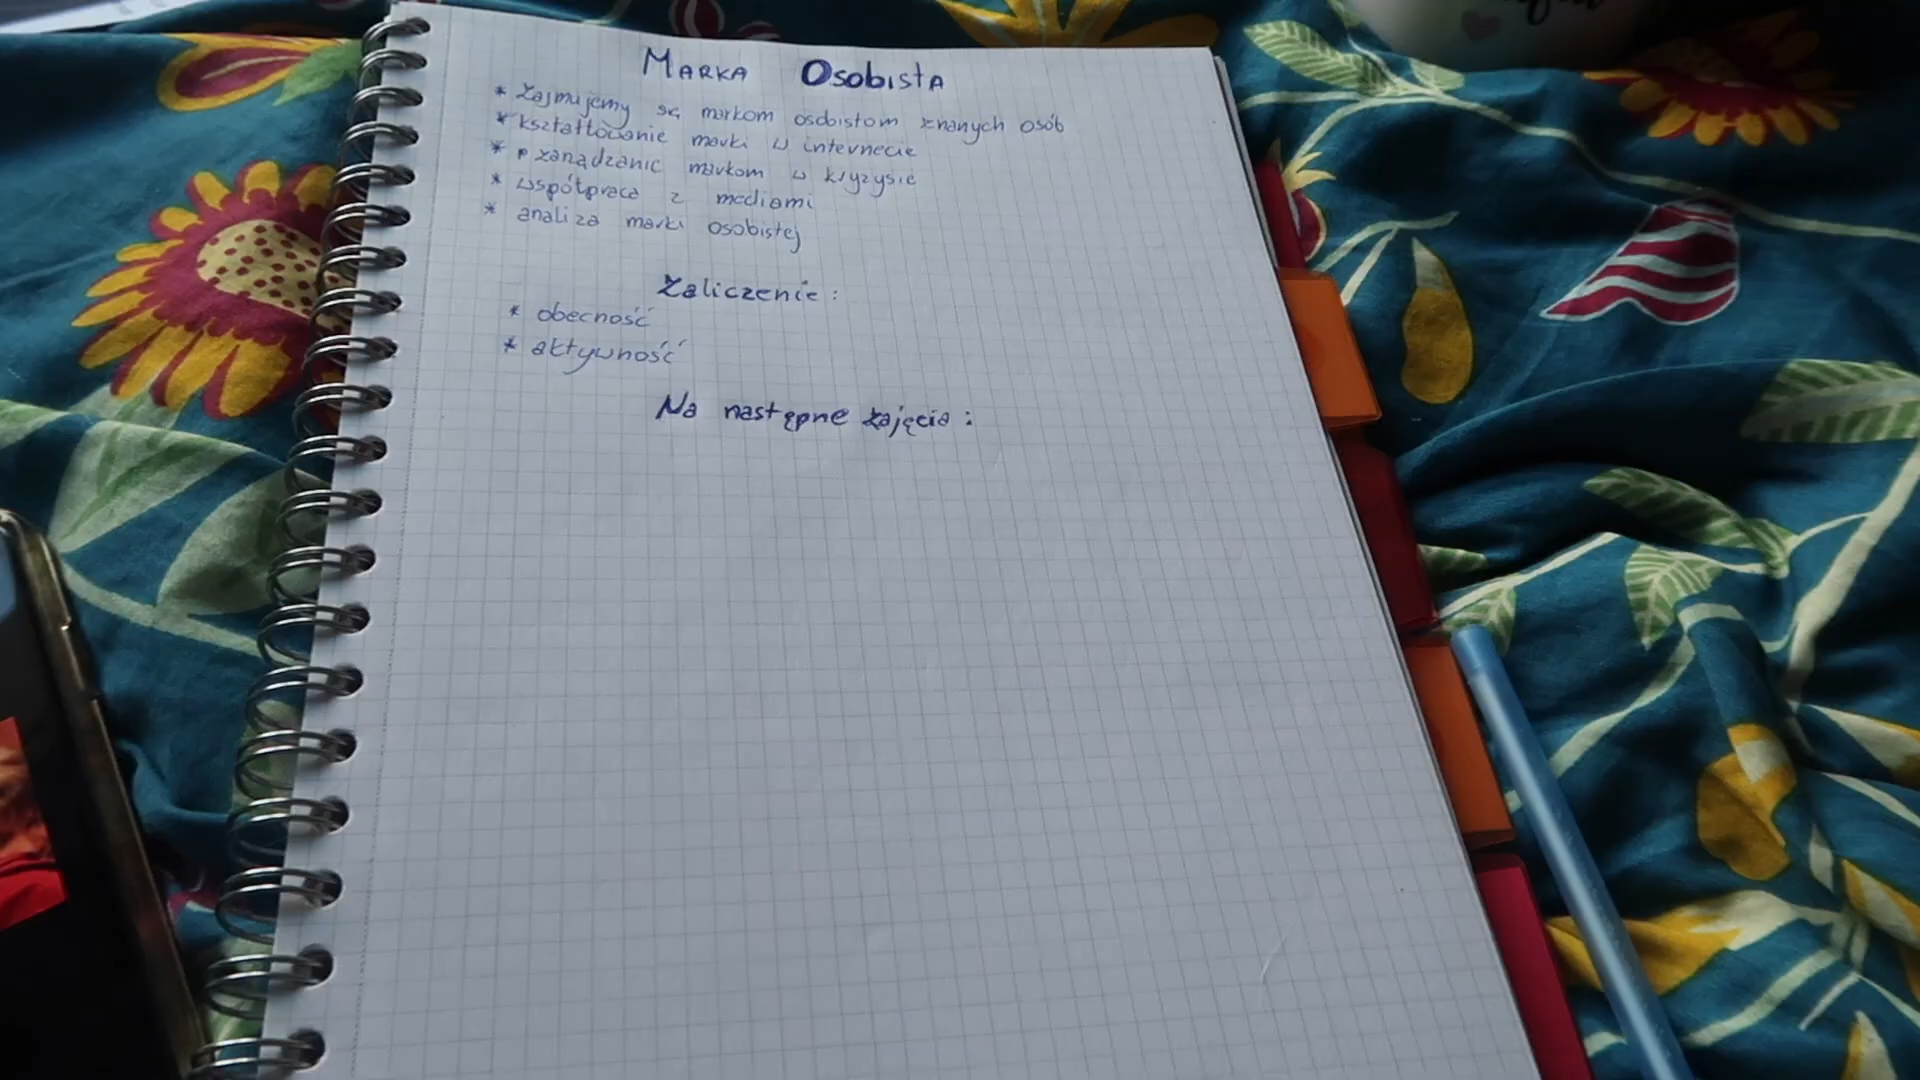 MARKA OSOBISTA
* Zajmujemy się markom osobistom znanych osób
* kształtowanie marki w internecie
* zarządzanie markom w kryzysie
* współpraca z mediami
* analiza marki osobistej
Zaliczenie :
* obecność
* aktywność
Na następne zajęcia :